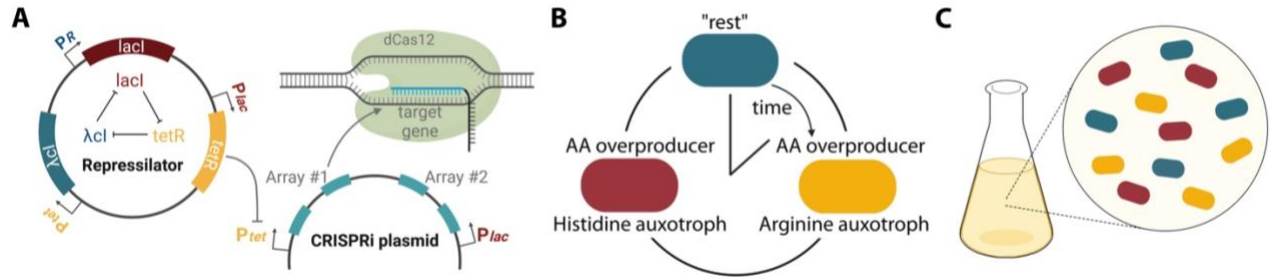 A
PR
lacI
lacI
Plac
λcI
tetR
λcI
tetR
Repressilator
Ptet
dCas12
target
gene
Array #1
Array #2
Ptet
CRISPRi plasmid
Plac
B
"rest"
time
AA overproducer
AA overproducer
Histidine auxotroph
Arginine auxotroph
C